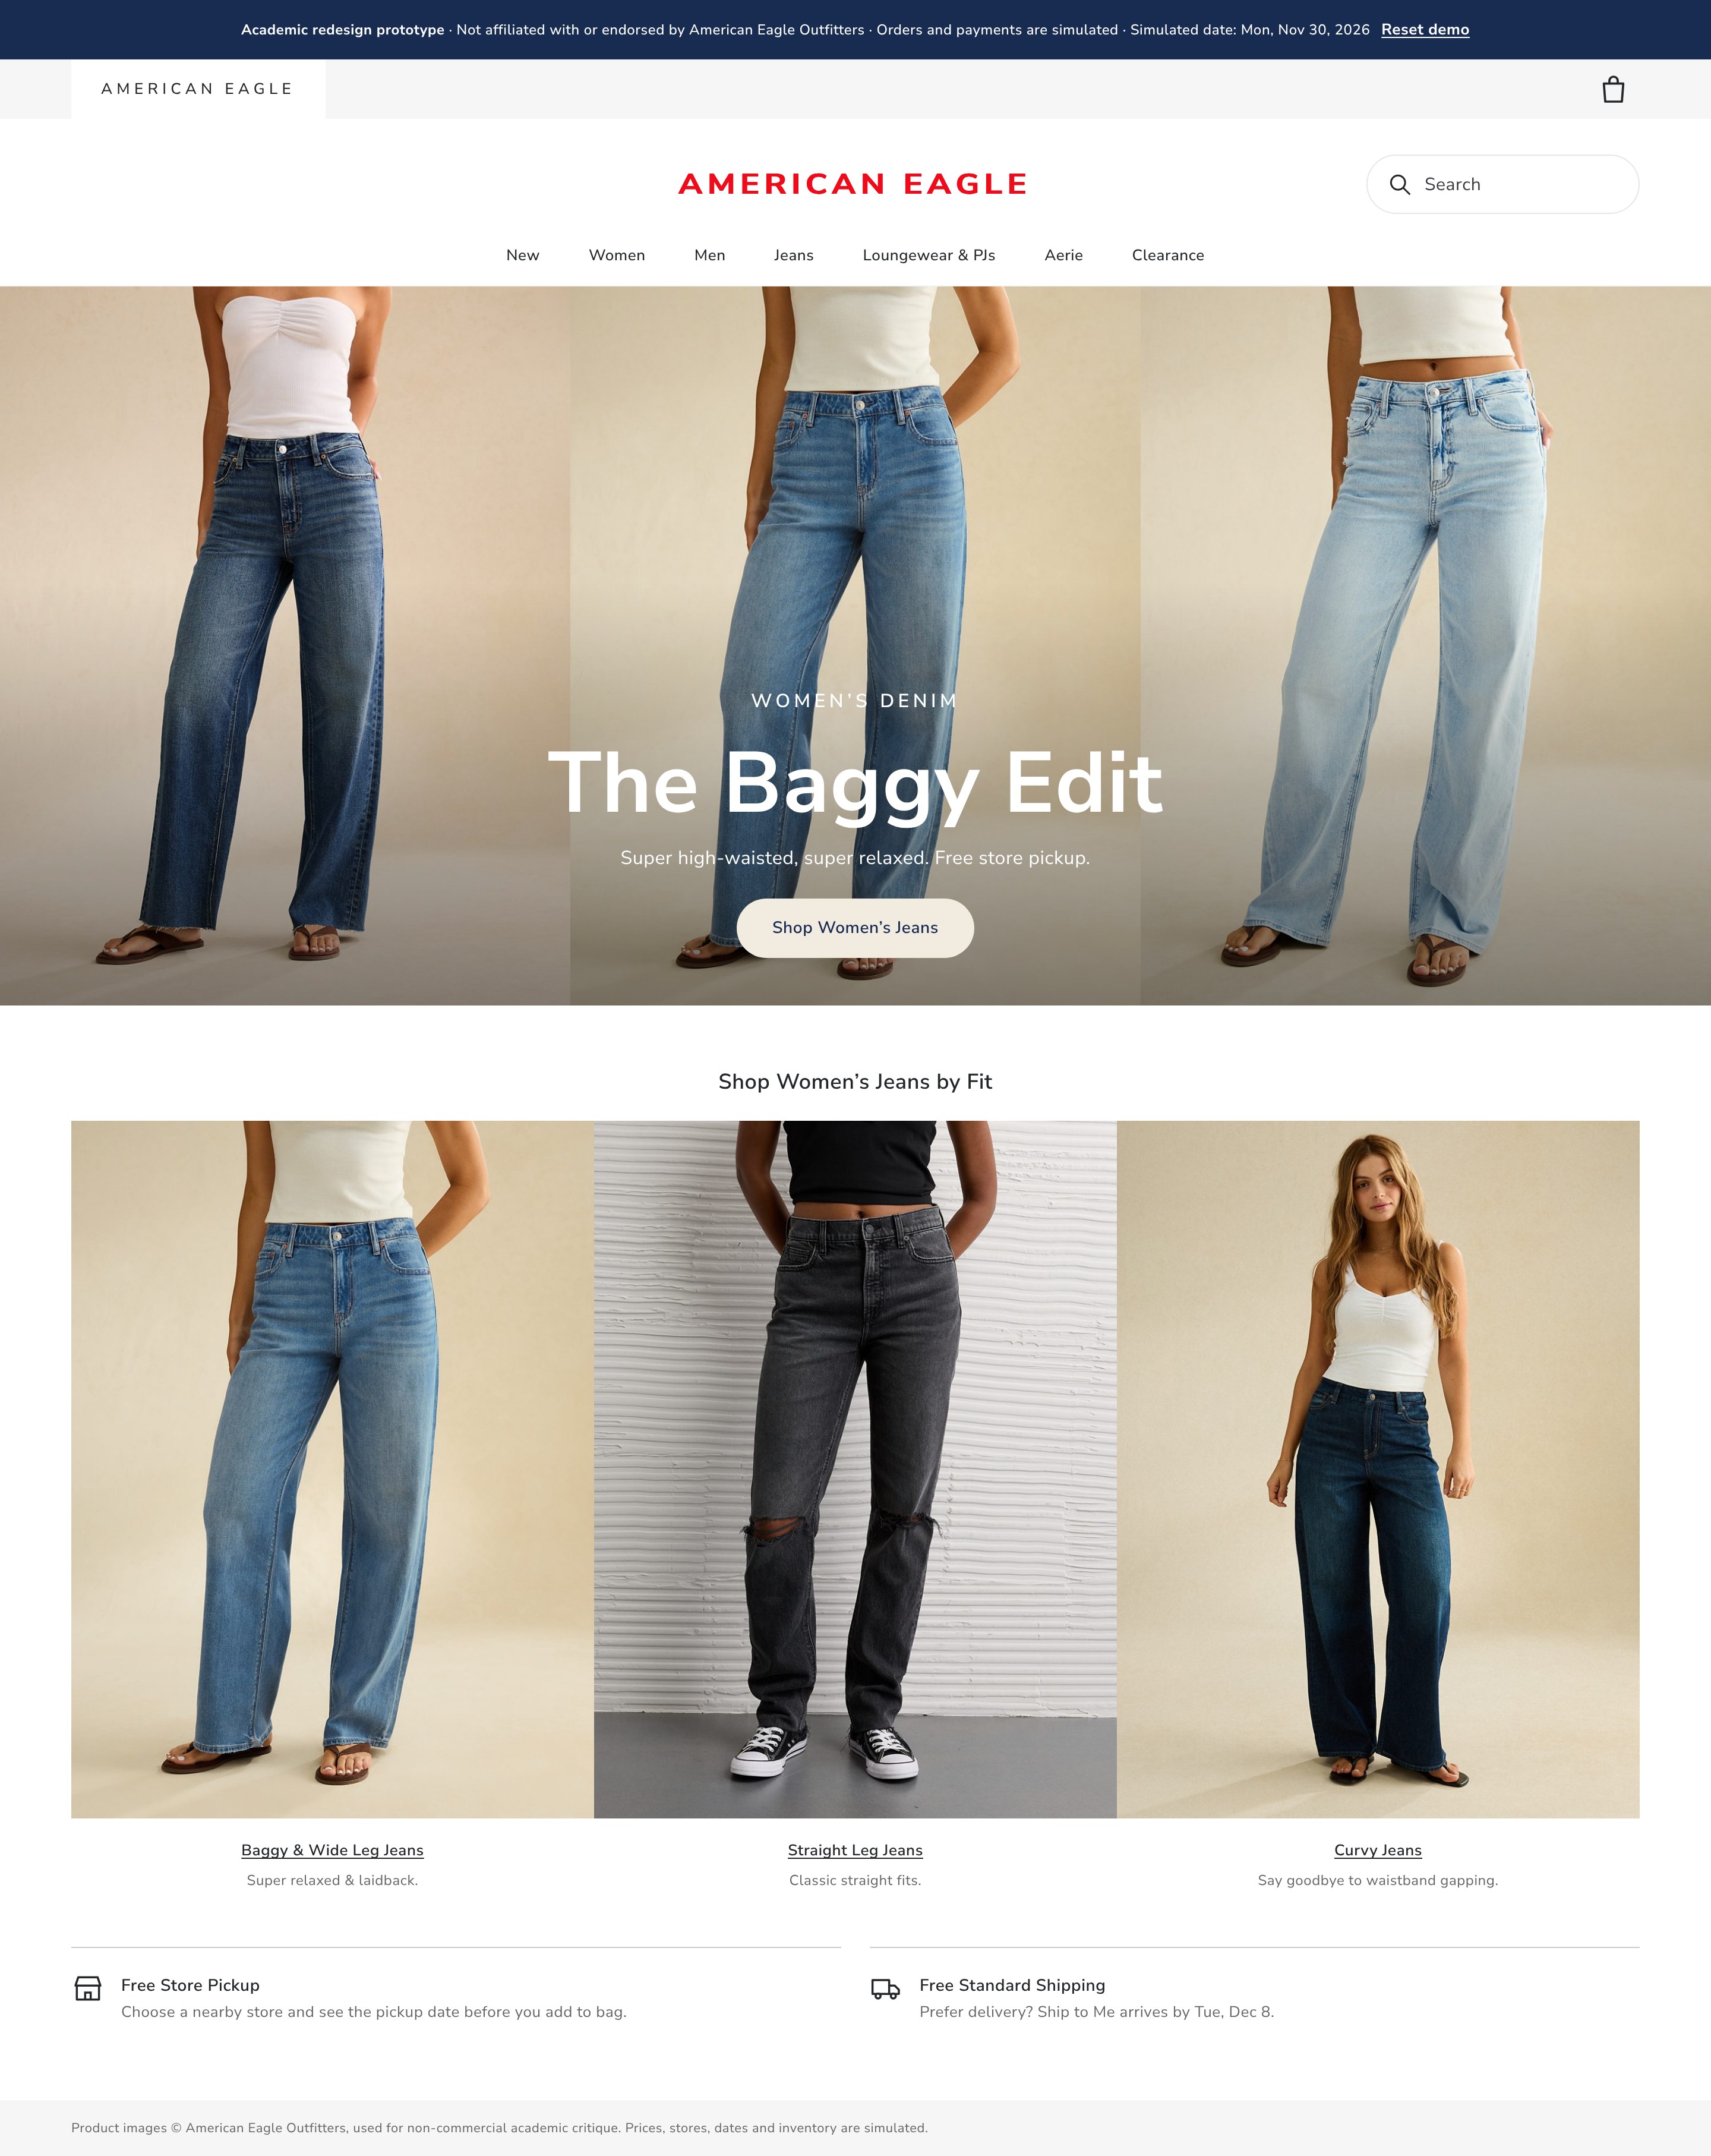 Academic redesign prototype · Not affiliated with or endorsed by American Eagle Outfitters · Orders and payments are simulated · Simulated date: Mon, Nov 30, 2026 Reset demo
AMERICAN EAGLE
AMERICAN EAGLE
Search
New Women Men Jeans Loungewear & PJs Aerie Clearance
WOMEN’S DENIM
The Baggy Edit
Super high-waisted, super relaxed. Free store pickup.
Shop Women’s Jeans
Shop Women’s Jeans by Fit
Baggy & Wide Leg Jeans
Super relaxed & laidback.
Straight Leg Jeans
Classic straight fits.
Curvy Jeans
Say goodbye to waistband gapping.
Free Store Pickup
Choose a nearby store and see the pickup date before you add to bag.
Free Standard Shipping
Prefer delivery? Ship to Me arrives by Tue, Dec 8.
Product images © American Eagle Outfitters, used for non-commercial academic critique. Prices, stores, dates and inventory are simulated.